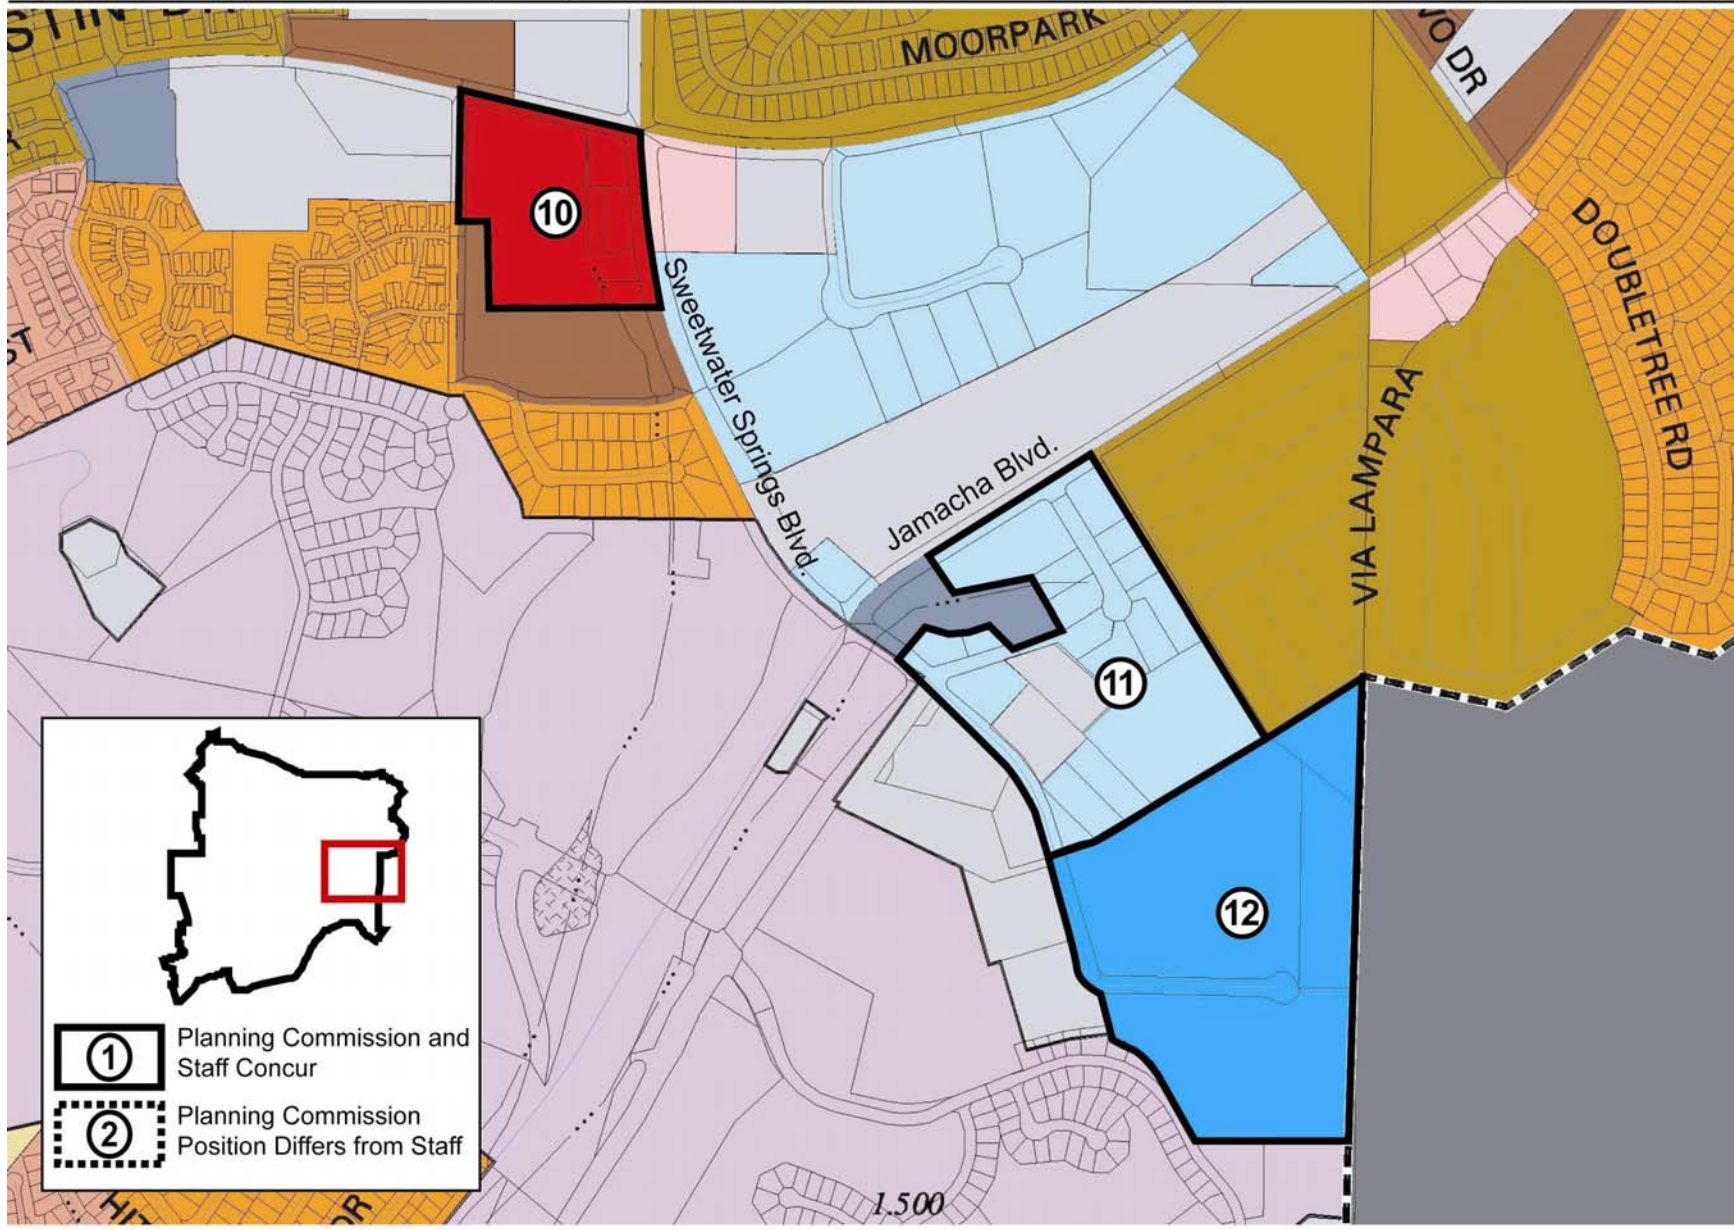 MOORPARK
VO DR
10
DOUBLETREE RD
Sweetwater Springs Blvd.
Jamacha Blvd.
VIA LAMPARA
11
12
1
Planning Commission and
Staff Concur
2
Planning Commission
Position Differs from Staff
1.500